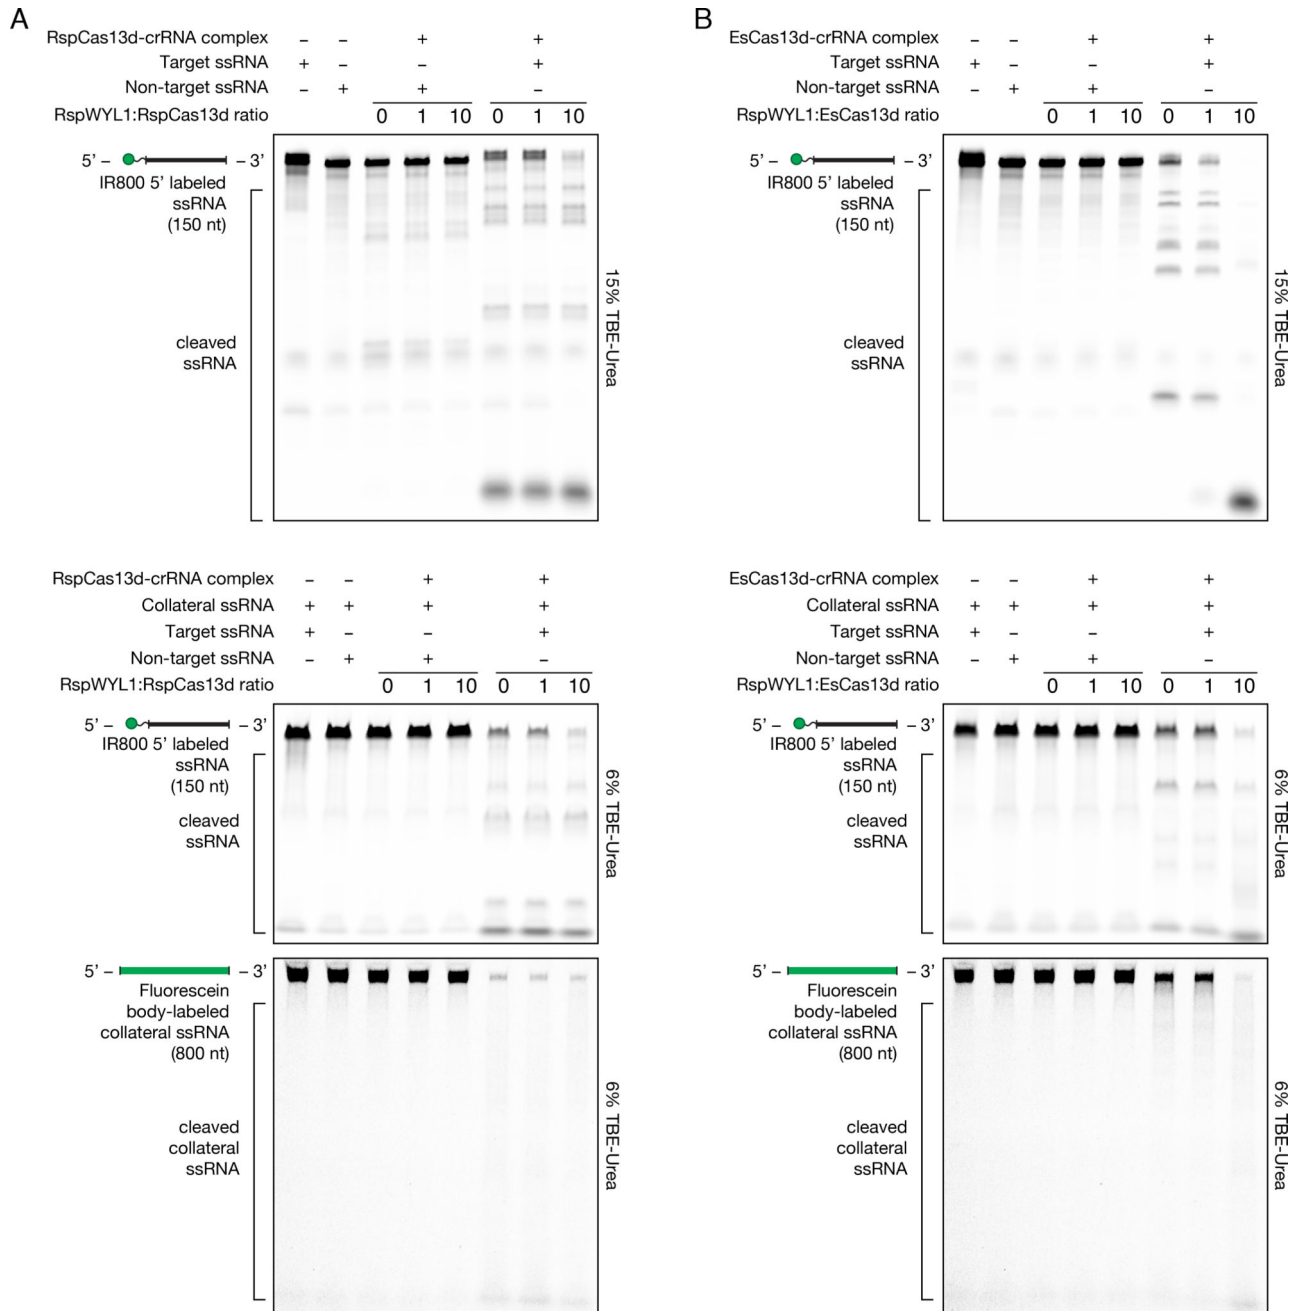 A
RspCas13d-crRNA complex – – + +
Target ssRNA + – – +
Non-target ssRNA – + + –
RspWYL1:RspCas13d ratio 0 1 10 0 1 10
5’ – – 3’
IR800 5’ labeled
ssRNA
(150 nt)
cleaved
ssRNA
15% TBE-Urea
RspCas13d-crRNA complex – – + +
Collateral ssRNA + + + +
Target ssRNA + – – +
Non-target ssRNA – + + –
RspWYL1:RspCas13d ratio 0 1 10 0 1 10
5’ – – 3’
IR800 5’ labeled
ssRNA
(150 nt)
cleaved
ssRNA
6% TBE-Urea
5’ – – 3’
Fluorescein
body-labeled
collateral ssRNA
(800 nt)
cleaved
collateral
ssRNA
6% TBE-Urea
B
EsCas13d-crRNA complex – – + +
Target ssRNA + – – +
Non-target ssRNA – + + –
RspWYL1:EsCas13d ratio 0 1 10 0 1 10
5’ – – 3’
IR800 5’ labeled
ssRNA
(150 nt)
cleaved
ssRNA
15% TBE-Urea
EsCas13d-crRNA complex – – + +
Collateral ssRNA + + + +
Target ssRNA + – – +
Non-target ssRNA – + + –
RspWYL1:EsCas13d ratio 0 1 10 0 1 10
5’ – – 3’
IR800 5’ labeled
ssRNA
(150 nt)
cleaved
ssRNA
6% TBE-Urea
5’ – – 3’
Fluorescein
body-labeled
collateral ssRNA
(800 nt)
cleaved
collateral
ssRNA
6% TBE-Urea